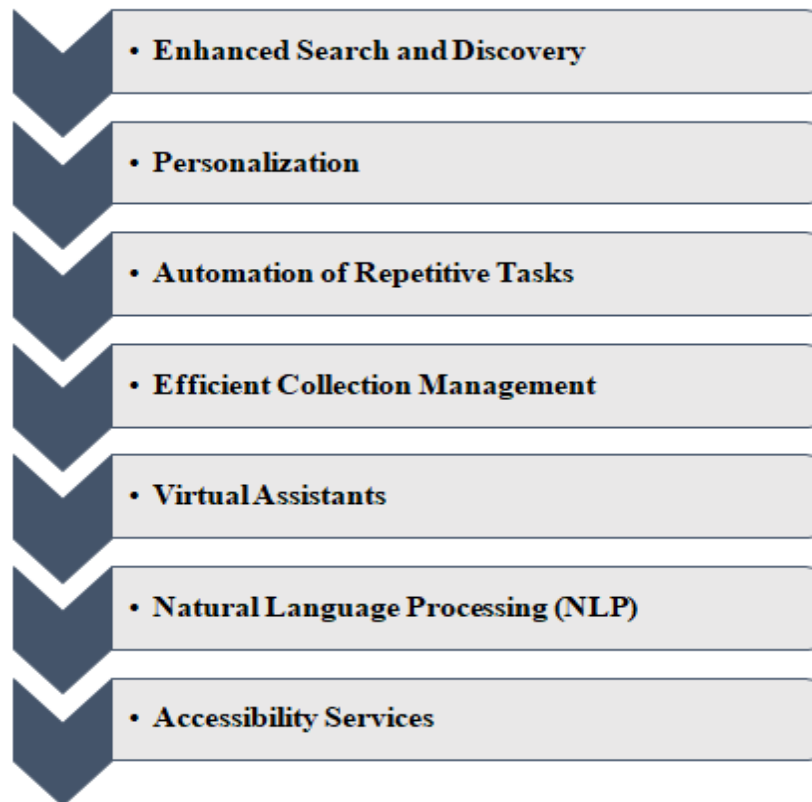 • Enhanced Search and Discovery
• Personalization
• Automation of Repetitive Tasks
• Efficient Collection Management
• Virtual Assistants
• Natural Language Processing (NLP)
• Accessibility Services